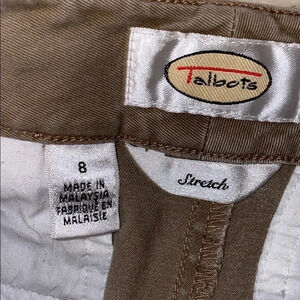 Talbots
8
MADE IN
MALAYSIA
FABRIQUÉ EN
MALAISIE
Stretch